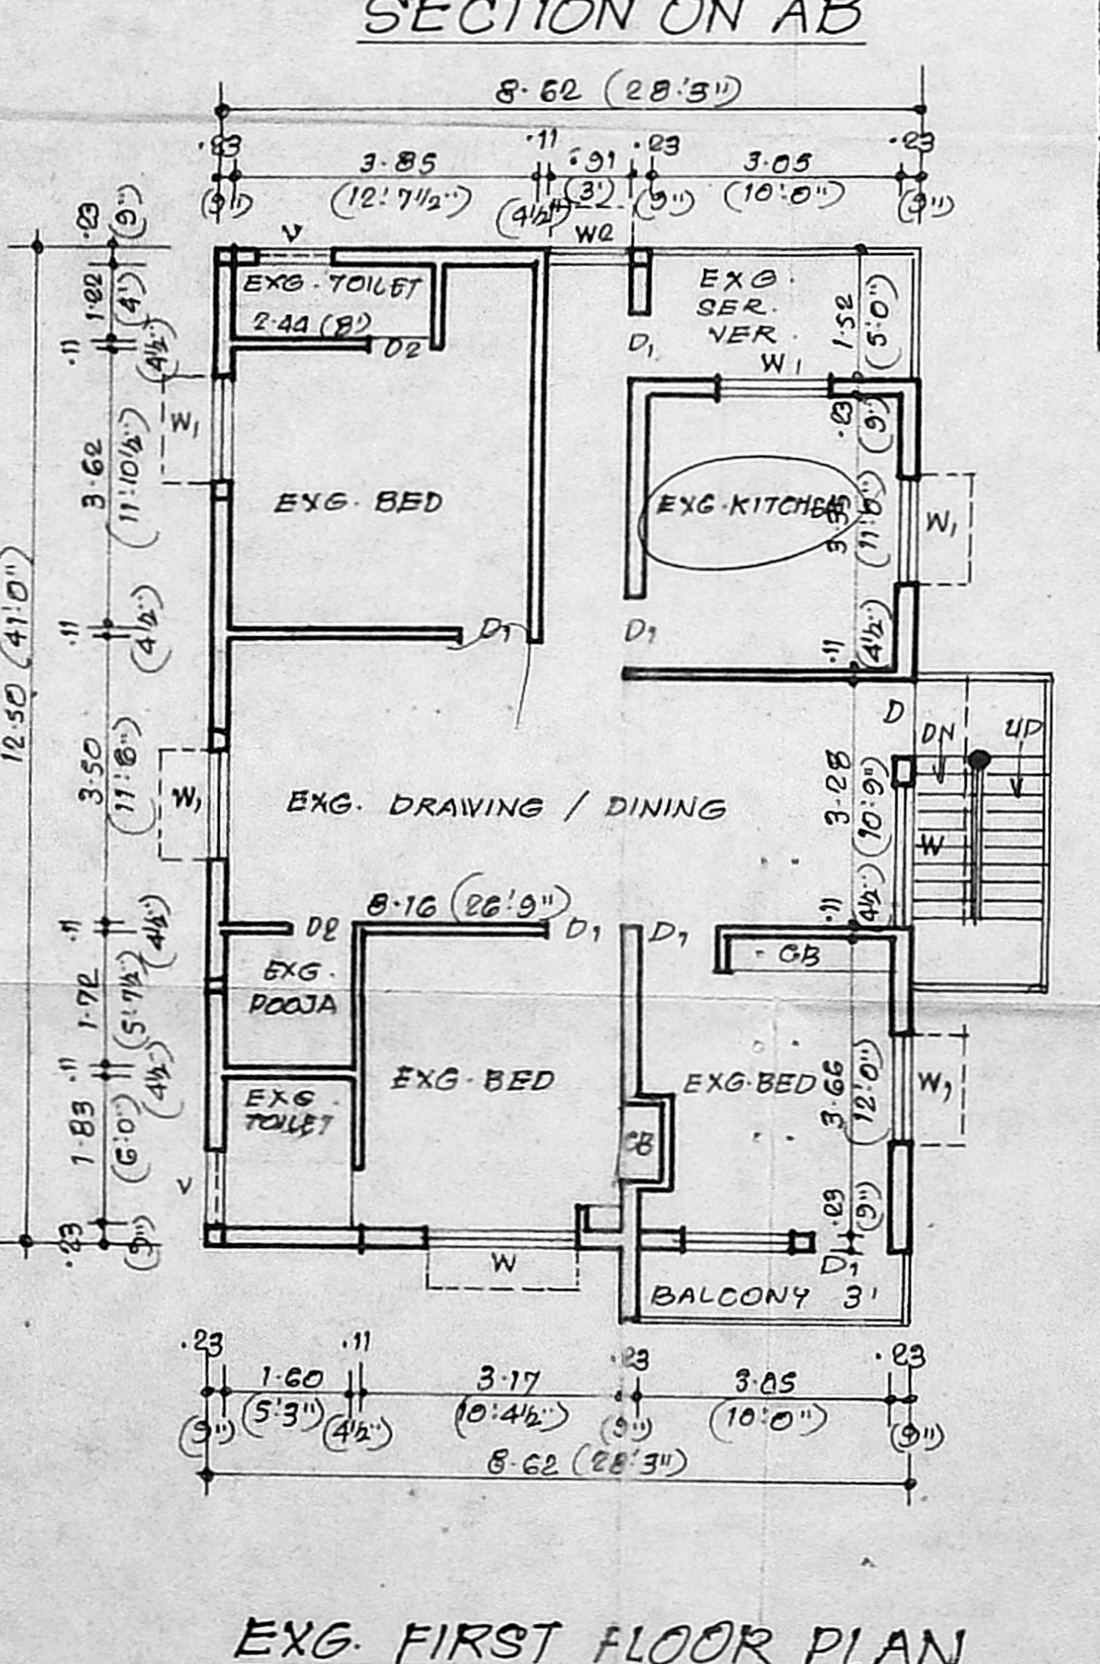 SECTION ON AB
8.62 (28'3")
.23 3.85 .11 .91 .23 3.05 .23
(9") (12'7½") (4½") (3') (9") (10'0") (9")
V W2
.23 (9")
1.22 (4')
.11 (4½")
3.62 (11'10½")
.11 (4½")
3.50 (11'6")
.11 (4½")
1.72 (5'7½")
.11 (4½")
1.83 (6'0")
.23 (9")
12.50 (41'0")
EXG. TOILET
2.44 (8')
D2
EXG.
SER.
VER.
D1
W1
1.52 (5'0")
.23 (9")
W1
EXG. BED
EXG. KITCHEN
(11'0")
W1
D1
D1
.11 (4½")
D
DN
UP
W1
EXG. DRAWING / DINING
3.28 (10'9")
W
8.16 (26'9")
.11 (4½")
D2
D1
D1
CB
EXG.
POOJA
EXG. BED
EXG. BED
3.66 (12'0")
W1
EXG.
TOILET
CB
V
.23 (9")
W
D1
BALCONY 3'
.23 .11 .23 .23
1.60 3.17 3.05
(9") (5'3") (4½") (10'4½") (9") (10'0") (9")
8.62 (28'3")
EXG. FIRST FLOOR PLAN